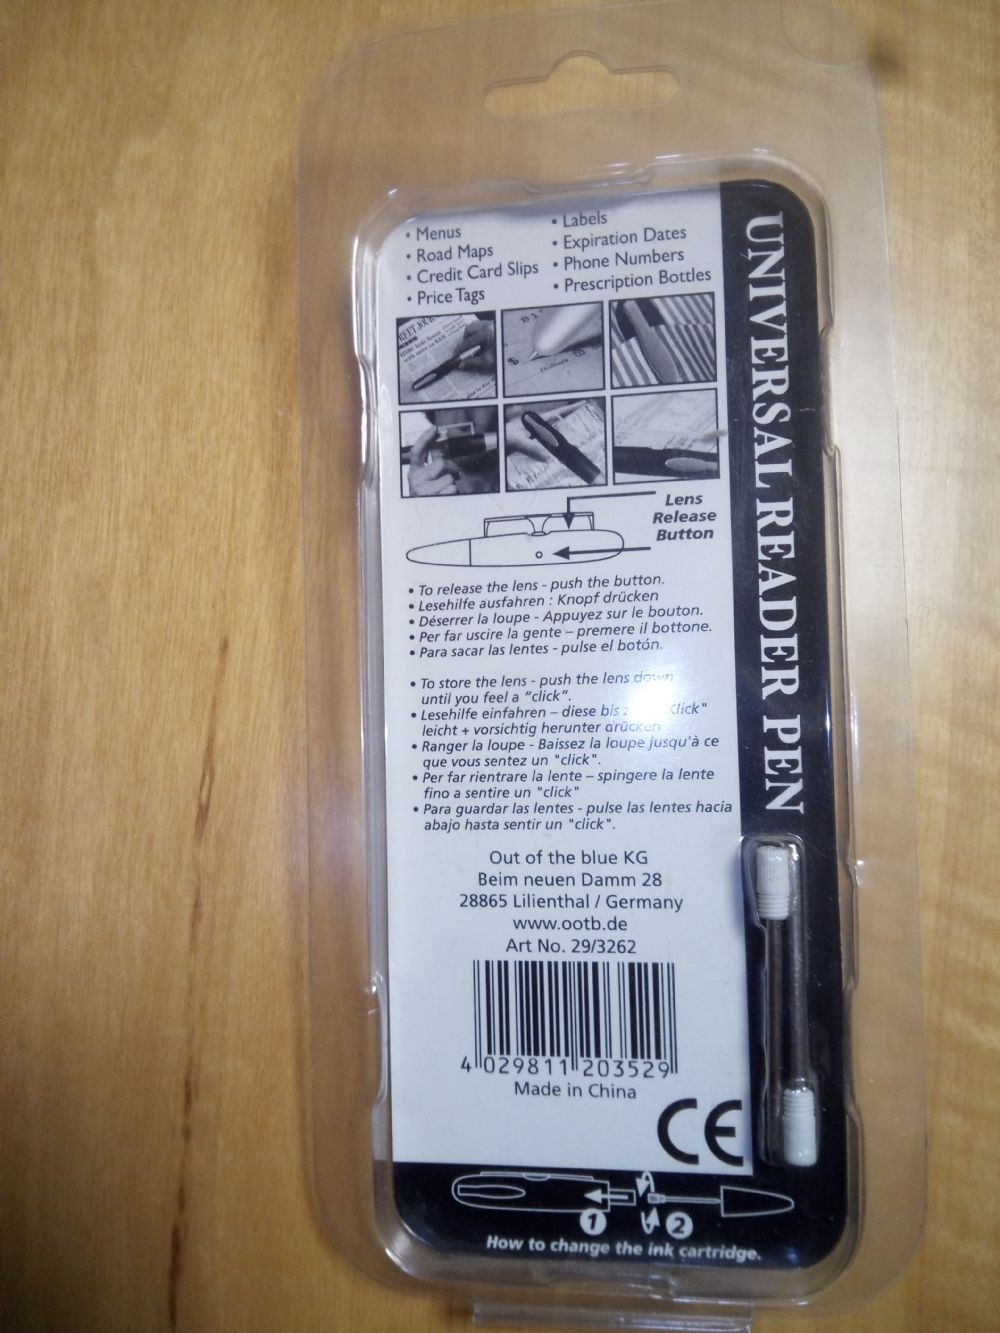 • Menus
• Road Maps
• Credit Card Slips
• Price Tags
• Labels
• Expiration Dates
• Phone Numbers
• Prescription Bottles
UNIVERSAL READER PEN
Lens
Release
Button
• To release the lens - push the button.
• Lesehilfe ausfahren : Knopf drücken
• Déserrer la loupe - Appuyez sur le bouton.
• Per far uscire la gente – premere il bottone.
• Para sacar las lentes - pulse el botón.
• To store the lens - push the lens down
until you feel a “click”.
• Lesehilfe einfahren – diese bis Klick"
leicht + vorsichtig herunter drücken
• Ranger la loupe - Baissez la loupe jusqu'à ce
que vous sentez un "click".
• Per far rientrare la lente – spingere la lente
fino a sentire un "click"
• Para guardar las lentes - pulse las lentes hacia
abajo hasta sentir un "click".
Out of the blue KG
Beim neuen Damm 28
28865 Lilienthal / Germany
www.ootb.de
Art No. 29/3262
4 029811 203529
Made in China
CE
1 2
How to change the ink cartridge.